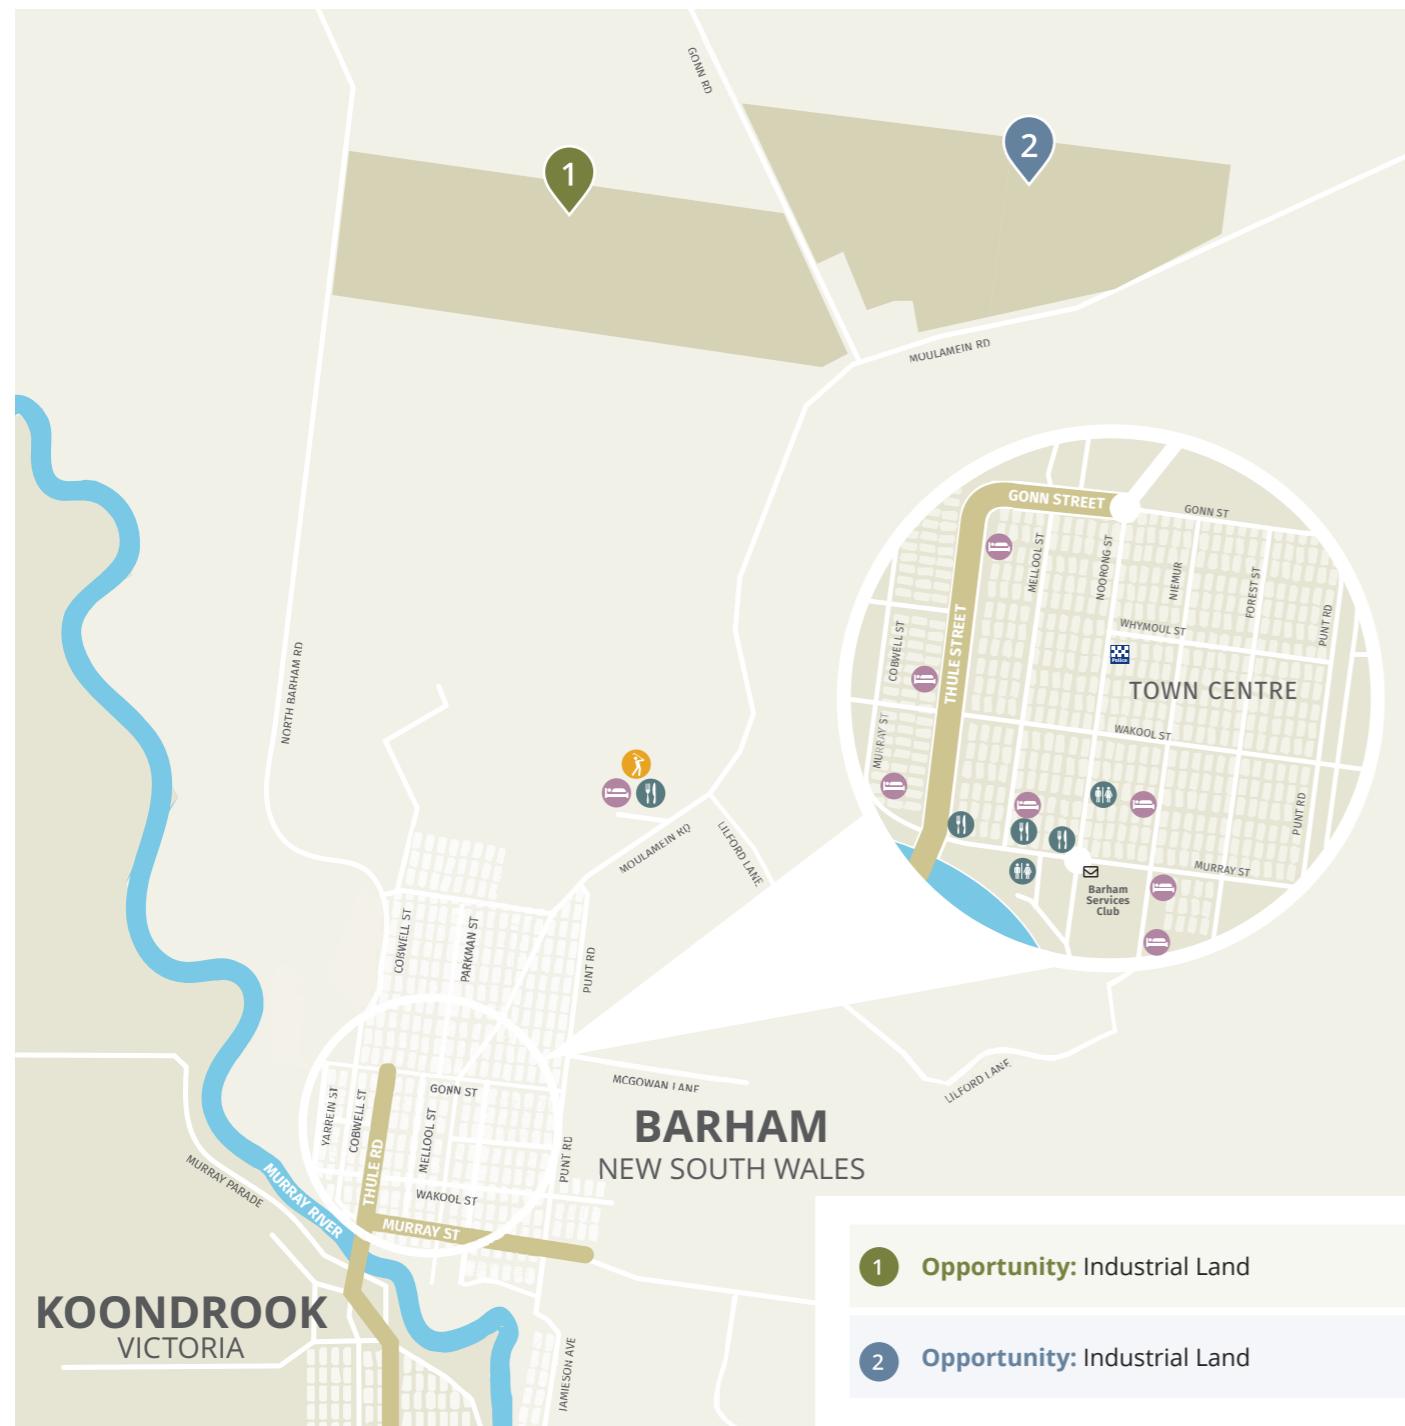 GONN RD
1
2
MOULAMEIN RD
GONN STREET
GONN ST
MELLOOL ST
NOORONG ST
NIEMUR
FOREST ST
PUNT RD
WHYMOUL ST
Police
COBWELL ST
THULE STREET
TOWN CENTRE
MURRAY ST
WAKOOL ST
PUNT RD
MURRAY ST
Barham
Services
Club
NORTH BARHAM RD
MOULAMEIN RD
LILFORD LANE
COBWELL ST
PARKMAN ST
PUNT RD
LILFORD LANE
MCGOWAN LANE
GONN ST
YARREIN ST
COBWELL ST
MELLOOL ST
THULE RD
PUNT RD
WAKOOL ST
MURRAY ST
BARHAM
NEW SOUTH WALES
MURRAY PARADE
MURRAY RIVER
KOONDROOK
VICTORIA
JAMIESON AVE
1 Opportunity: Industrial Land
2 Opportunity: Industrial Land